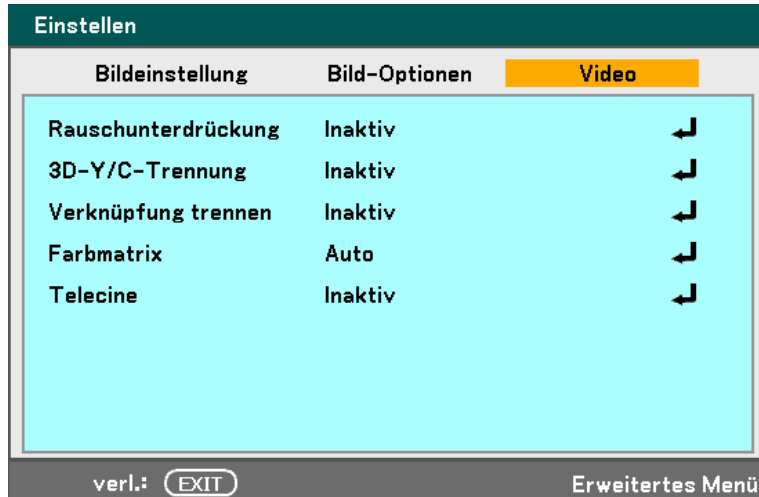 Einstellen
Bildeinstellung Bild-Optionen Video
Rauschunterdrückung Inaktiv
3D-Y/C-Trennung Inaktiv
Verknüpfung trennen Inaktiv
Farbmatrix Auto
Telecine Inaktiv
verl.: EXIT Erweitertes Menü